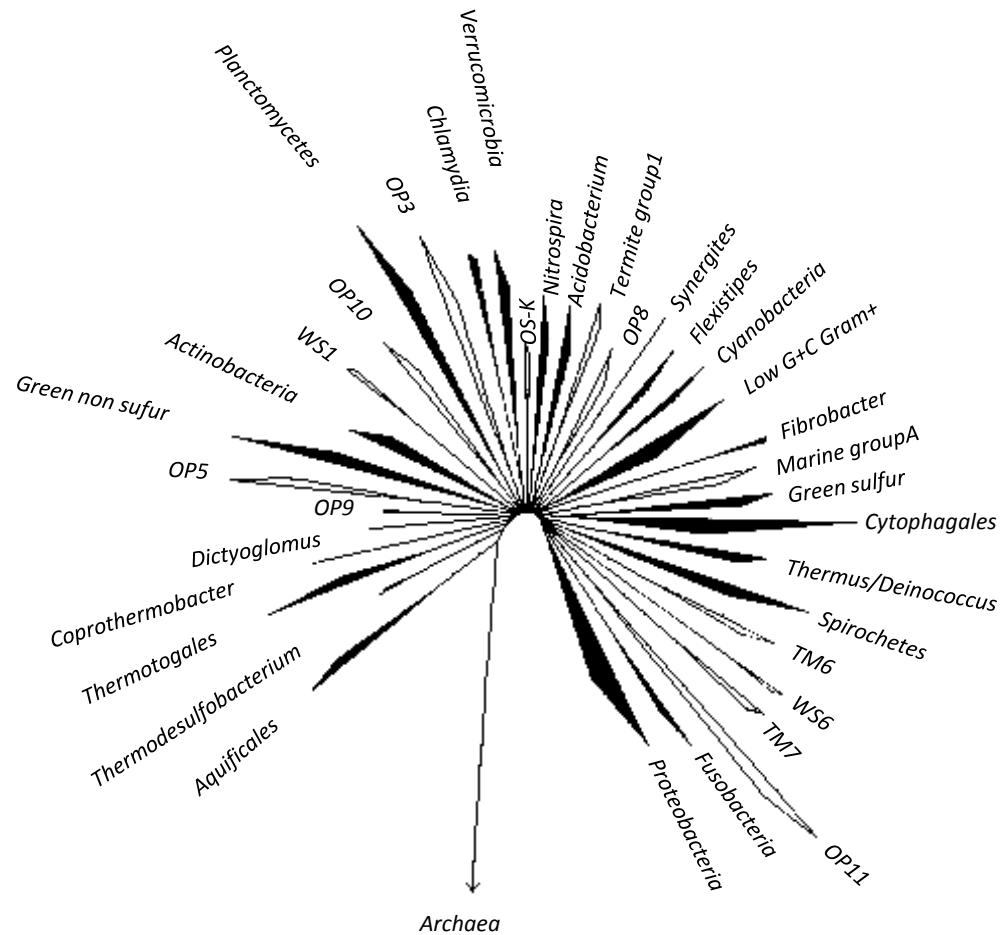 Verrucomicrobia
Planctomycetes
Chlamydia
OP3
Nitrospira
Acidobacterium
Termite group1
OS-K
OP8
Synergites
Flexistipes
Cyanobacteria
Low G+C Gram+
OP10
WS1
Actinobacteria
Green non sufur
OP5
OP9
Dictyoglomus
Coprothermobacter
Thermotogales
Thermodesulfobacterium
Aquificales
Fibrobacter
Marine groupA
Green sulfur
Cytophagales
Thermus/Deinococcus
Spirochetes
TM6
WS6
TM7
OP11
Fusobacteria
Proteobacteria
Archaea